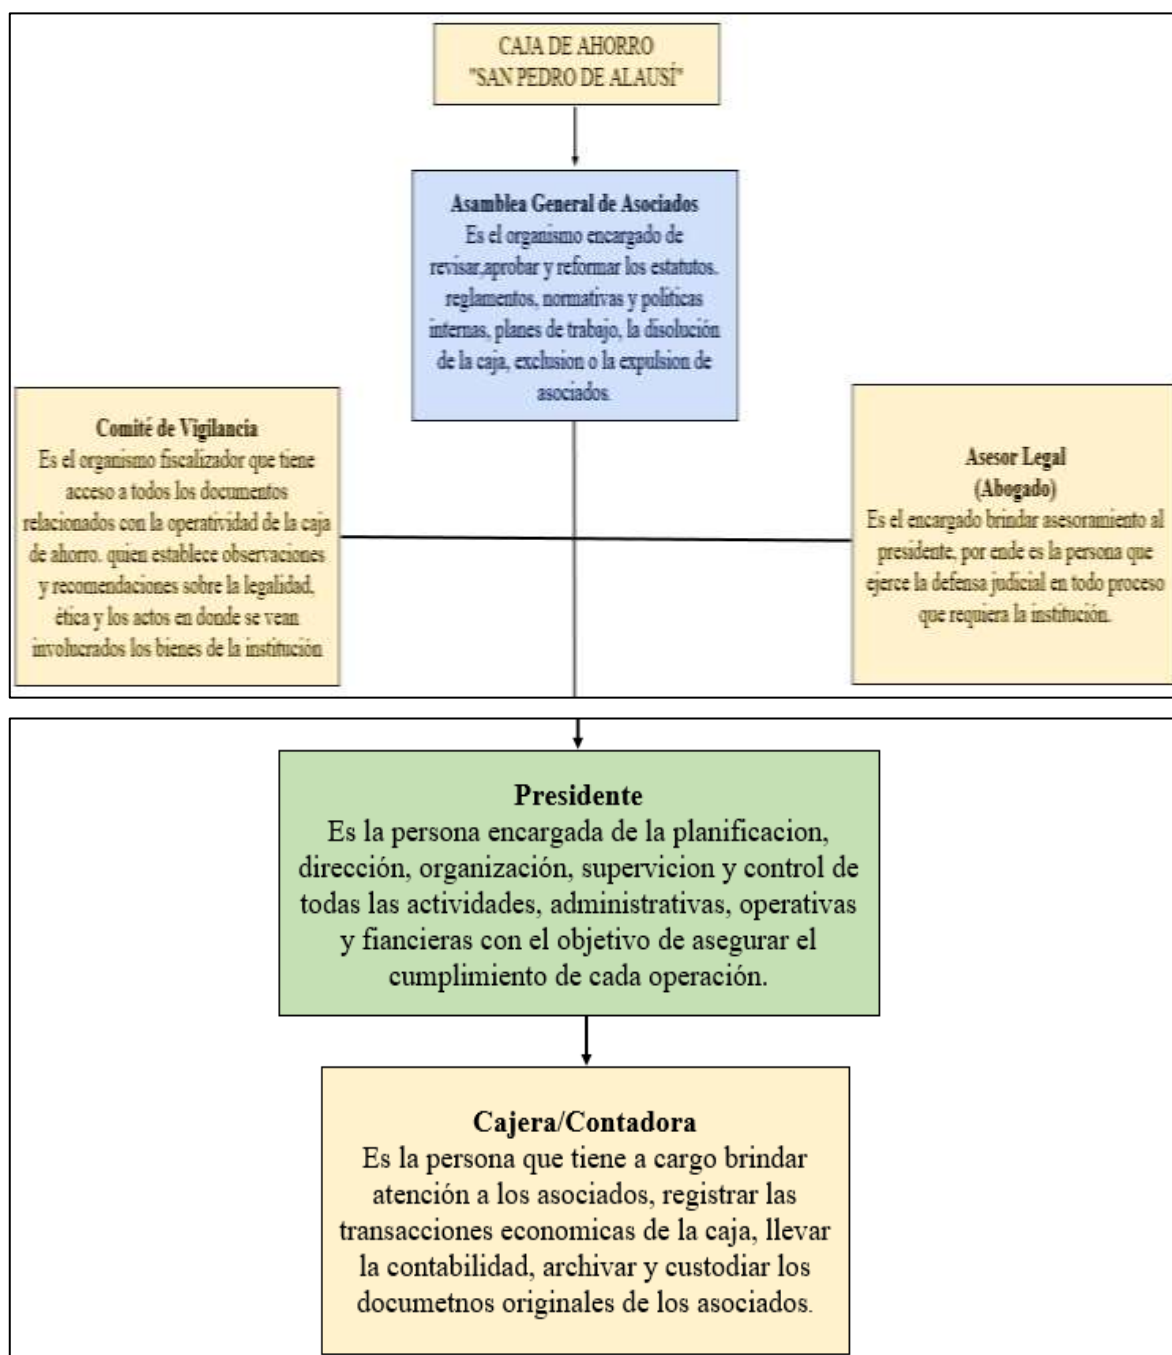 CAJA DE AHORRO
"SAN PEDRO DE ALAUSÍ"
Asamblea General de Asociados
Es el organismo encargado de
revisar,aprobar y reformar los estatutos.
reglamentos, normativas y politicas
internas, planes de trabajo, la disolución
de la caja, exclusion o la expulsion de
asociados.
Comité de Vigilancia
Es el organismo fiscalizador que tiene
acceso a todos los documentos
relacionados con la operatividad de la caja
de ahorro. quien establece observaciones
y recomendaciones sobre la legalidad,
ética y los actos en donde se vean
involucrados los bienes de la institución
Asesor Legal
(Abogado)
Es el encargado brindar asesoramiento al
presidente, por ende es la persona que
ejerce la defensa judicial en todo proceso
que requiera la institución.
Presidente
Es la persona encargada de la planificacion,
dirección, organización, supervicion y control de
todas las actividades, administrativas, operativas
y fiancieras con el objetivo de asegurar el
cumplimiento de cada operación.
Cajera/Contadora
Es la persona que tiene a cargo brindar
atención a los asociados, registrar las
transacciones economicas de la caja, llevar
la contabilidad, archivar y custodiar los
documetnos originales de los asociados.